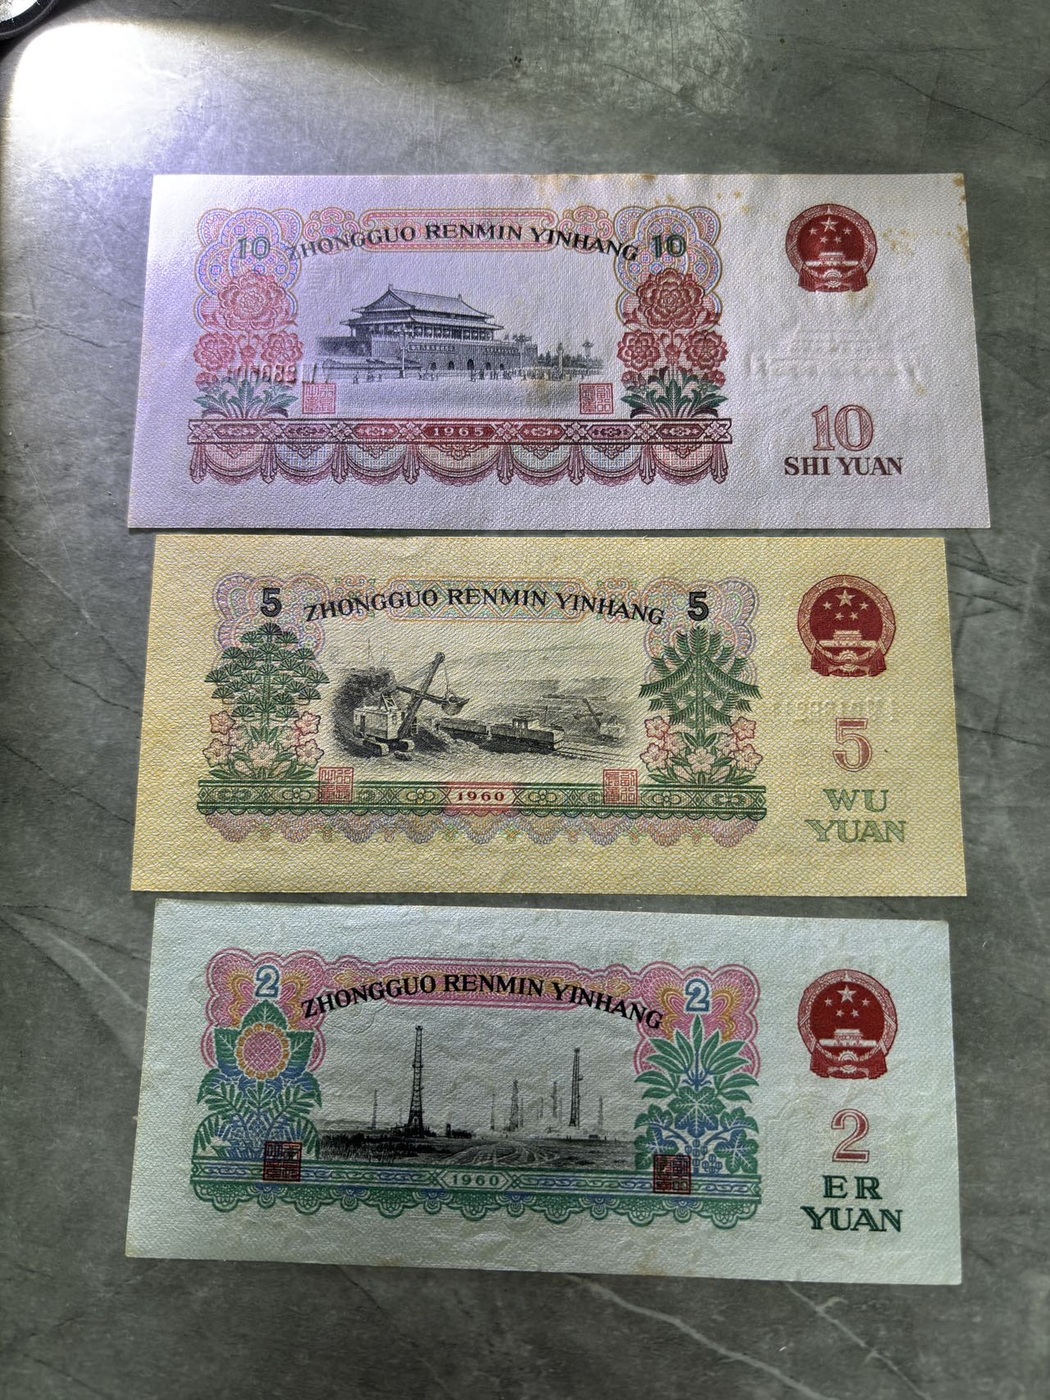 10 ZHONGGUO RENMIN YINHANG 10
1965
10
SHI YUAN
5 ZHONGGUO RENMIN YINHANG 5
1960
5
WU
YUAN
2 ZHONGGUO RENMIN YINHANG 2
1960
2
ER
YUAN